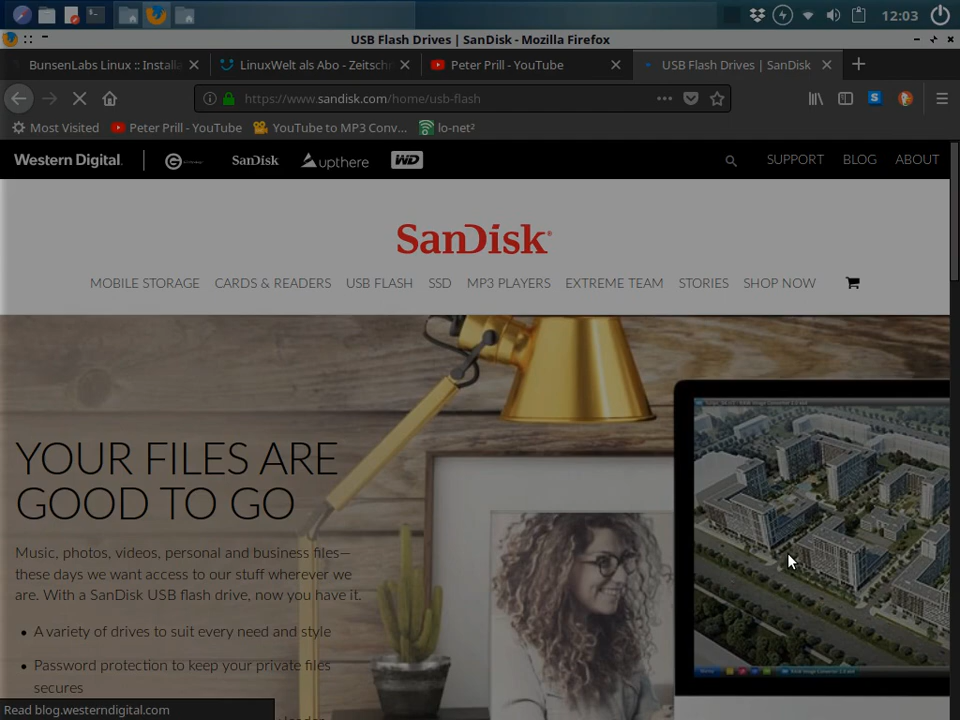 12:03
USB Flash Drives | SanDisk - Mozilla Firefox
BunsenLabs Linux :: Installa
LinuxWelt als Abo - Zeitsch
Peter Prill - YouTube
USB Flash Drives | SanDisk
https://www.sandisk.com/home/usb-flash
Most Visited
Peter Prill - YouTube
YouTube to MP3 Conv...
lo-net²
Western Digital.
SanDisk
upthere
WD
SUPPORT
BLOG
ABOUT
SanDisk®
MOBILE STORAGE
CARDS & READERS
USB FLASH
SSD
MP3 PLAYERS
EXTREME TEAM
STORIES
SHOP NOW
YOUR FILES ARE
GOOD TO GO
Music, photos, videos, personal and business files—
these days we want access to our stuff wherever we
are. With a SanDisk USB flash drive, now you have it.
• A variety of drives to suit every need and style
• Password protection to keep your private files
secures
Read blog.westerndigital.com